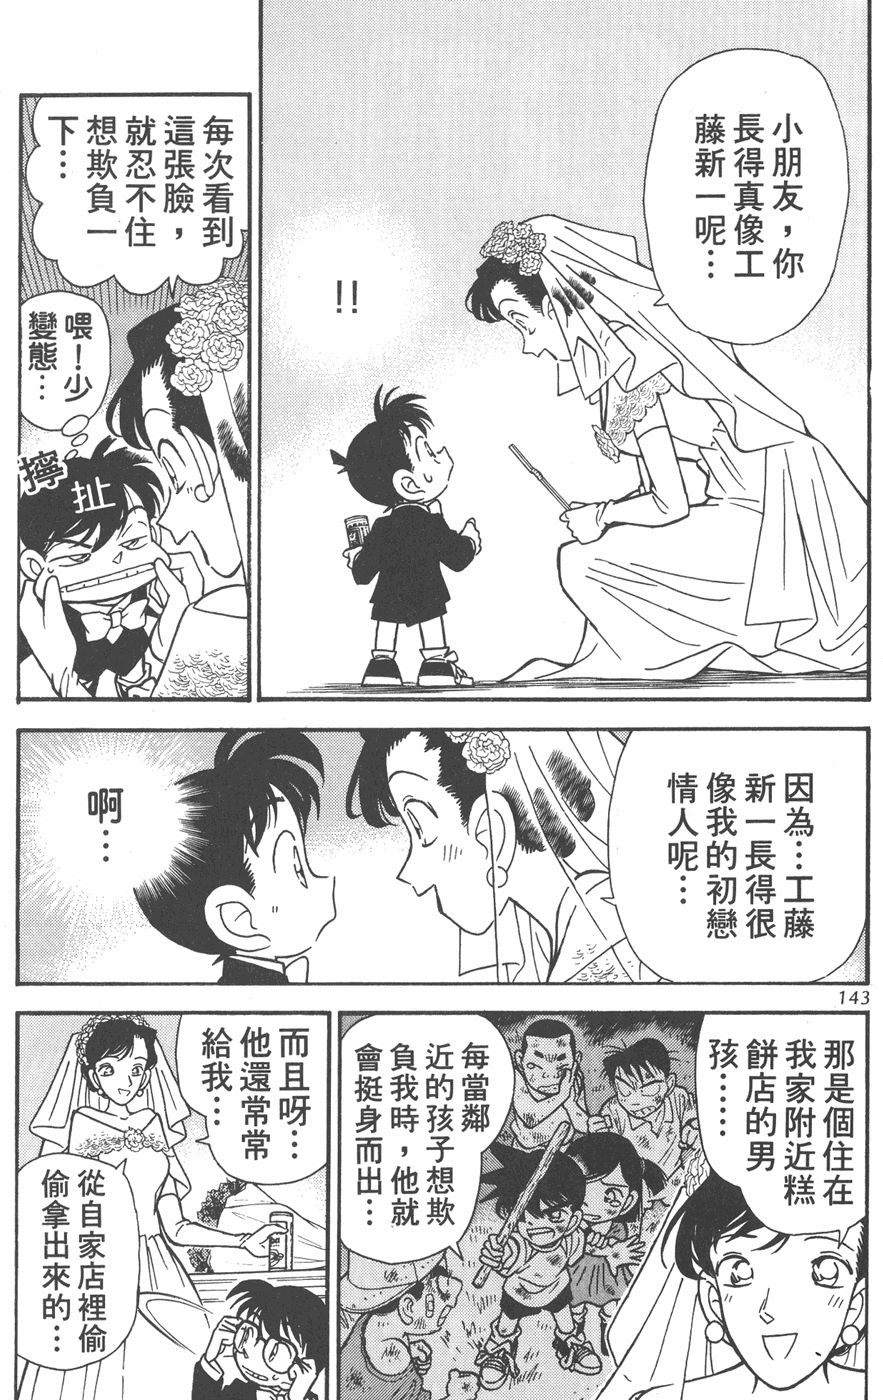 小朋友，你
長得真像工
藤新一呢…
!!
每次看到
這張臉，
就忍不住
想欺負一
下…
喂！少
變態…
擰
扯
因為…工藤
新一長得很
像我的初戀
情人呢…
啊…
143
那是個住在
我家附近糕
餅店的男
孩……
每當鄰
近的孩子想欺
負我時，他就
會挺身而出…
而且呀…
他還常常
給我…
從自家店裡偷
偷拿出來的…